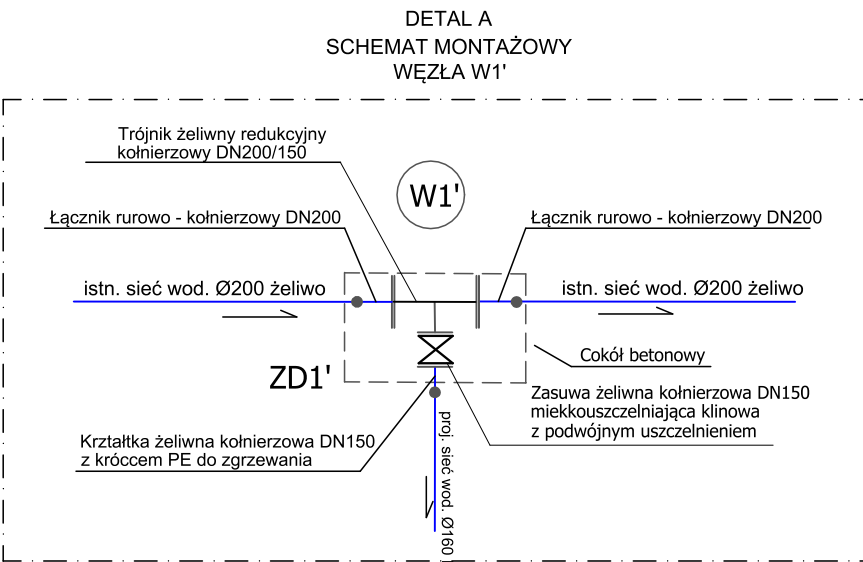 DETAL A
SCHEMAT MONTAŻOWY
WĘZŁA W1'
Trójnik żeliwny redukcyjny
kołnierzowy DN200/150
W1'
Łącznik rurowo - kołnierzowy DN200
Łącznik rurowo - kołnierzowy DN200
istn. sieć wod. Ø200 żeliwo
istn. sieć wod. Ø200 żeliwo
Cokół betonowy
ZD1'
Zasuwa żeliwna kołnierzowa DN150
miekkouszczelniająca klinowa
z podwójnym uszczelnieniem
Krztałtka żeliwna kołnierzowa DN150
z króccem PE do zgrzewania
proj. sieć wod. Ø160